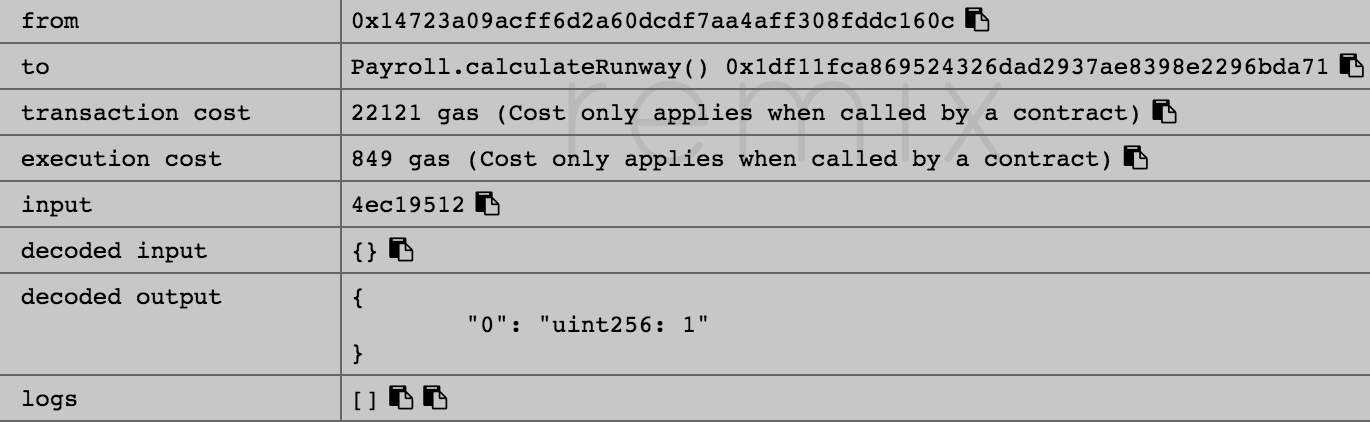 from 0x14723a09acff6d2a60dcdf7aa4aff308fddc160c
to Payroll.calculateRunway() 0x1df11fca869524326dad2937ae8398e2296bda71
transaction cost 22121 gas (Cost only applies when called by a contract)
execution cost 849 gas (Cost only applies when called by a contract)
remix
input 4ec19512
decoded input {}
decoded output {
"0": "uint256: 1"
}
logs []